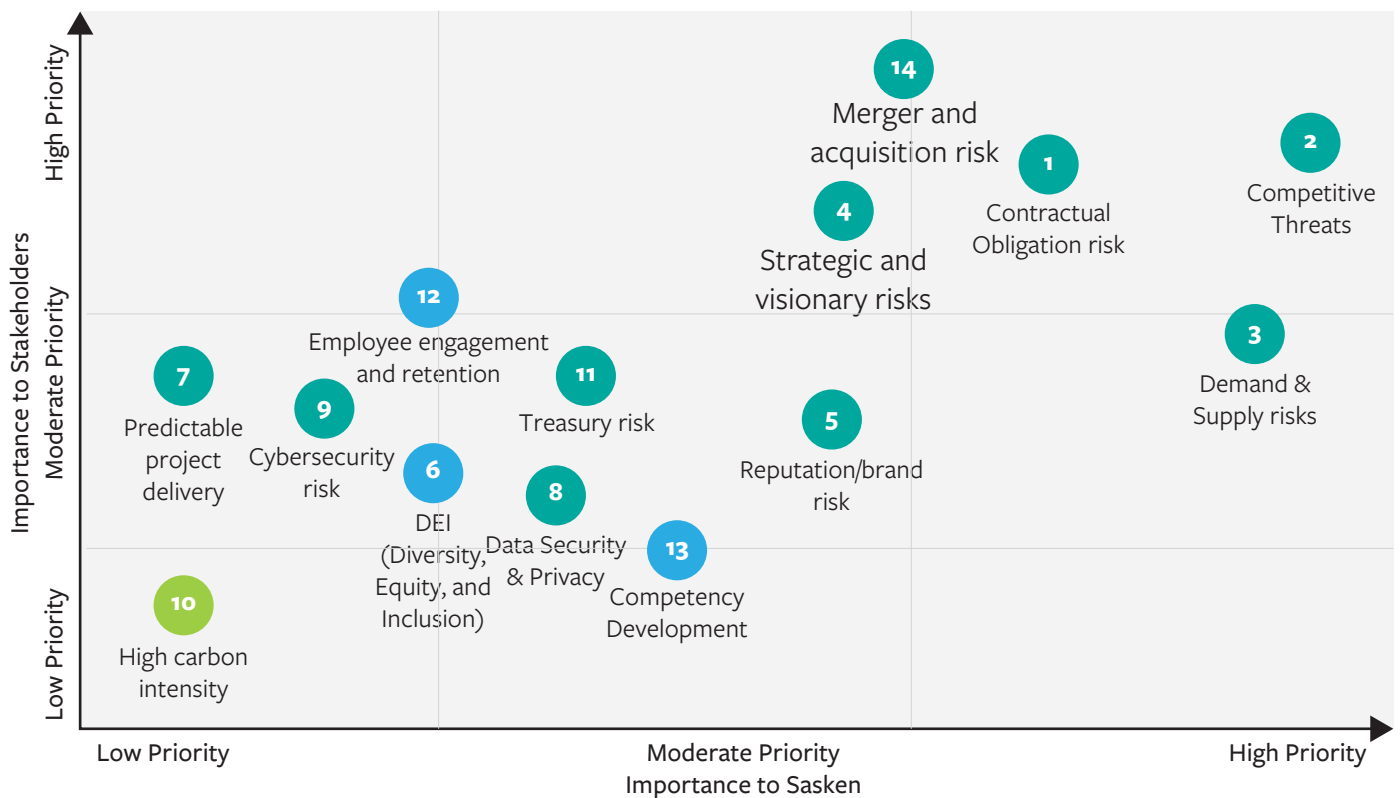 High Priority
Moderate Priority
Low Priority
Importance to Stakeholders
14
Merger and
acquisition risk
1
Contractual
Obligation risk
2
Competitive
Threats
4
Strategic and
visionary risks
12
Employee engagement
and retention
3
Demand &
Supply risks
7
Predictable
project
delivery
9
Cybersecurity
risk
11
Treasury risk
5
Reputation/brand
risk
6
DEI
(Diversity,
Equity, and
Inclusion)
8
Data Security
& Privacy
13
Competency
Development
10
High carbon
intensity
Low Priority
Moderate Priority
High Priority
Importance to Sasken